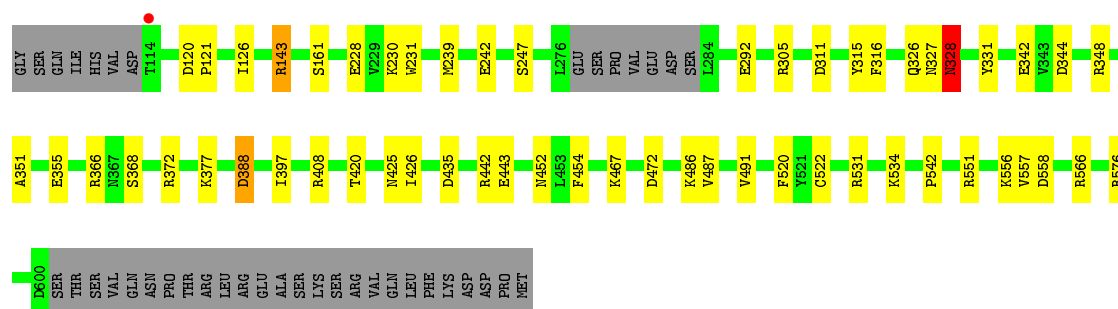 GLY SER GLN ILE HIS VAL ASP T114 D120 P121 I126 R143 S161 E228 V229 K230 W231 M239 E242 S247 L276 GLU SER PRO VAL GLU ASP SER L284 E292 R305 D311 Y315 F316 Q326 N327 N328 Y331 E342 V343 D344 R348
A351 E355 R366 N367 S368 R372 K377 D388 I397 R408 T420 N425 I426 D435 R442 E443 N452 L453 F454 K467 D472 K486 V487 V491 F520 Y521 C522 R531 K534 P542 R551 K556 V557 D558 R566
D600 SER THR SER VAL GLN ASN PRO THR ARG LEU ARG GLU ALA SER LYS SER ARG VAL GLN LEU PHE LYS ASP ASP PRO MET